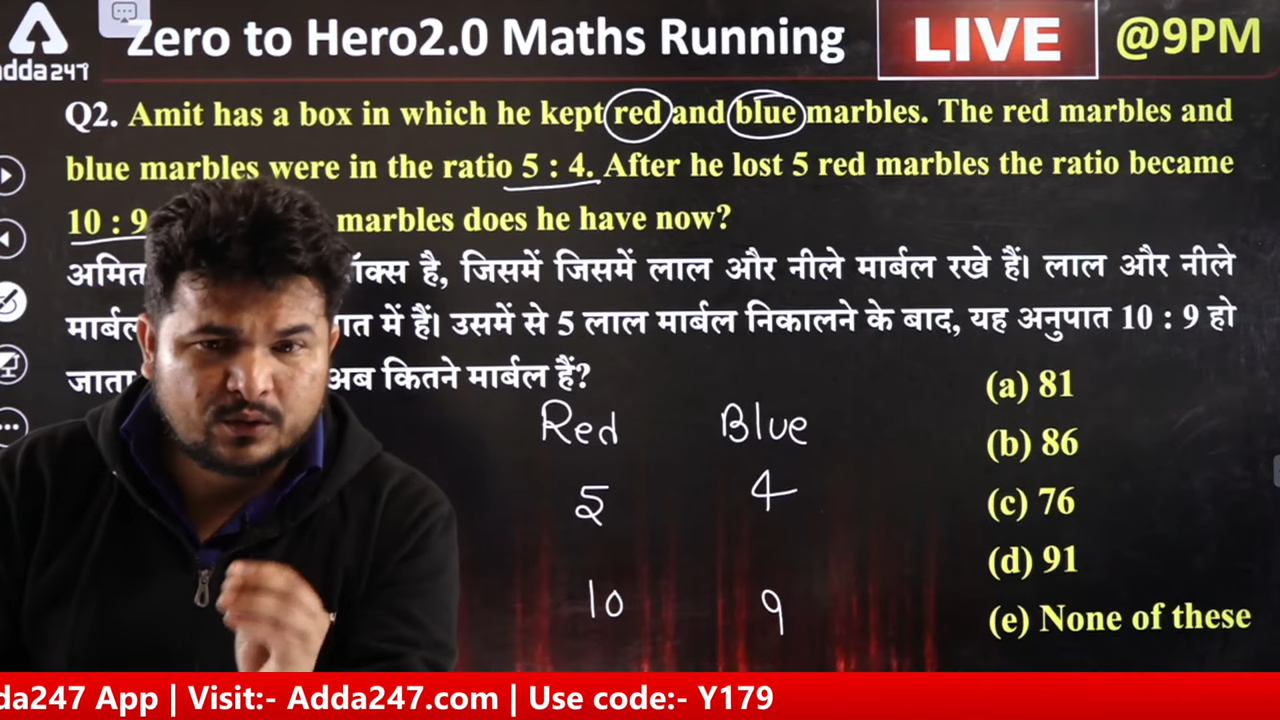 Zero to Hero2.0 Maths Running LIVE @9PM
adda247
Q2. Amit has a box in which he kept red and blue marbles. The red marbles and
blue marbles were in the ratio 5 : 4. After he lost 5 red marbles the ratio became
10 : 9 marbles does he have now?
अमित ॉक्स है, जिसमें जिसमें लाल और नीले मार्बल रखे हैं। लाल और नीले
मार्बल पात में हैं। उसमें से 5 लाल मार्बल निकालने के बाद, यह अनुपात 10 : 9 हो
जाता अब कितने मार्बल हैं?
(a) 81
Red Blue
(b) 86
5 4
(c) 76
(d) 91
10 9
(e) None of these
da247 App | Visit:- Adda247.com | Use code:- Y179